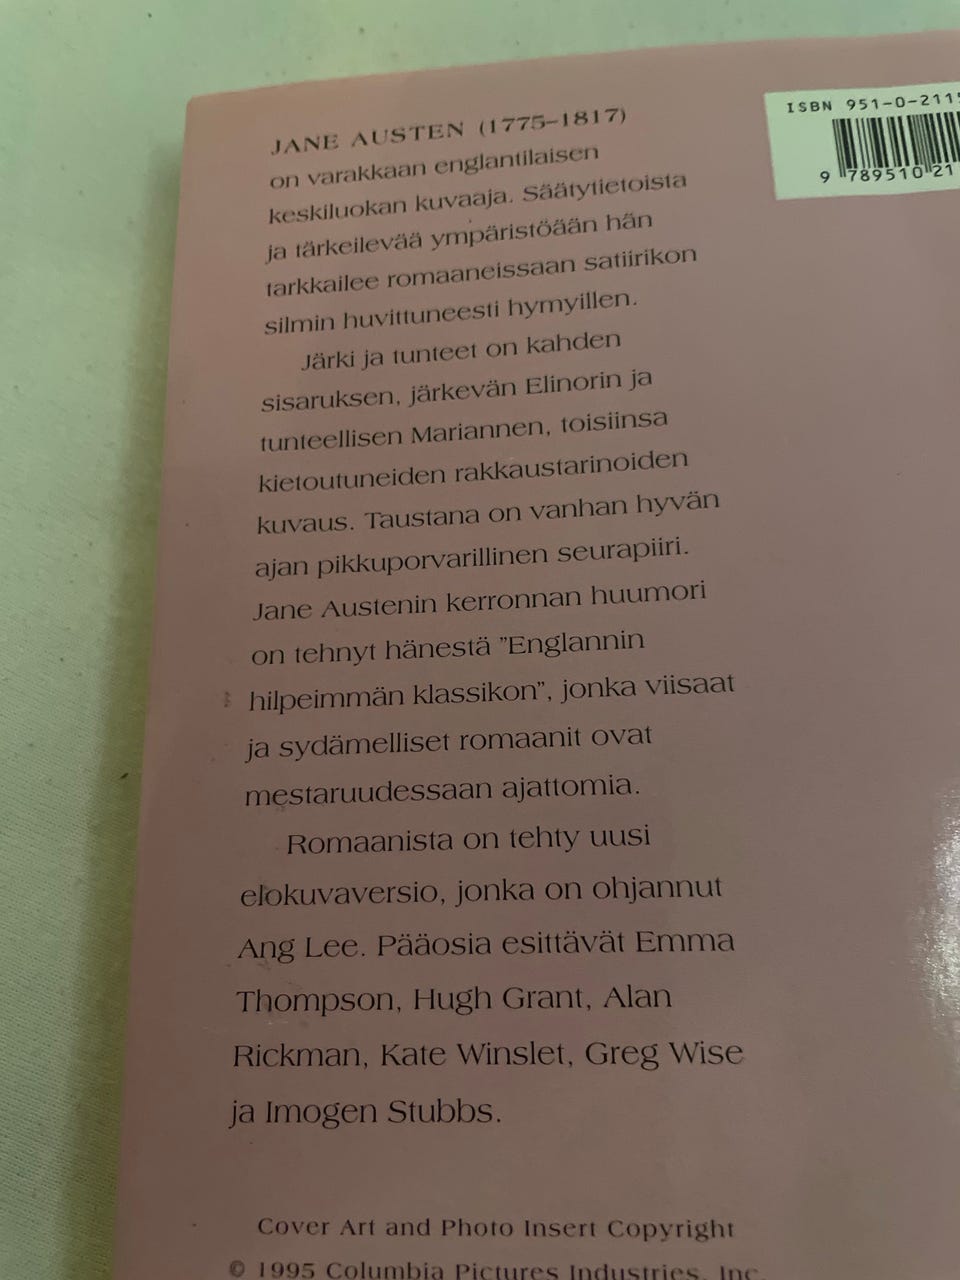 JANE AUSTEN (1775–1817)
on varakkaan englantilaisen
keskiluokan kuvaaja. Säätytietoista
ja tärkeilevää ympäristöään hän
tarkkailee romaaneissaan satiirikon
silmin huvittuneesti hymyillen.
Järki ja tunteet on kahden
sisaruksen, järkevän Elinorin ja
tunteellisen Mariannen, toisiinsa
kietoutuneiden rakkaustarinoiden
kuvaus. Taustana on vanhan hyvän
ajan pikkuporvarillinen seurapiiri.
Jane Austenin kerronnan huumori
on tehnyt hänestä ”Englannin
hilpeimmän klassikon”, jonka viisaat
ja sydämelliset romaanit ovat
mestaruudessaan ajattomia.
Romaanista on tehty uusi
elokuvaversio, jonka on ohjannut
Ang Lee. Pääosia esittävät Emma
Thompson, Hugh Grant, Alan
Rickman, Kate Winslet, Greg Wise
ja Imogen Stubbs.
Cover Art and Photo Insert Copyright
© 1995 Columbia Pictures Industries, Inc
ISBN 951-0-2115
9 789510 21